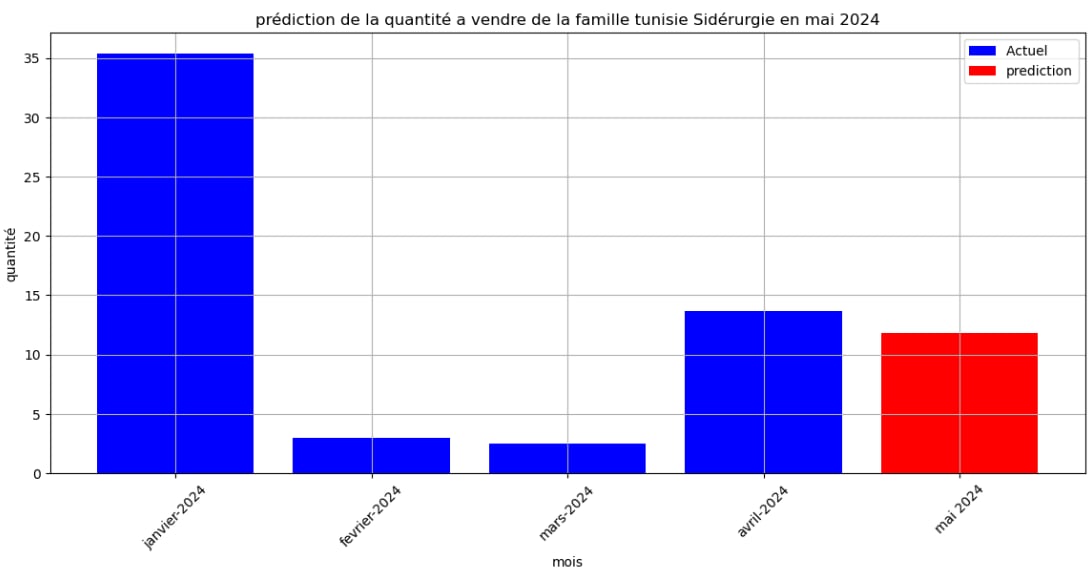 prédiction de la quantité a vendre de la famille tunisie Sidérurgie en mai 2024
Actuel
prediction
35
30
25
20
15
10
5
0
quantité
janvier-2024
fevrier-2024
mars-2024
avril-2024
mai 2024
mois